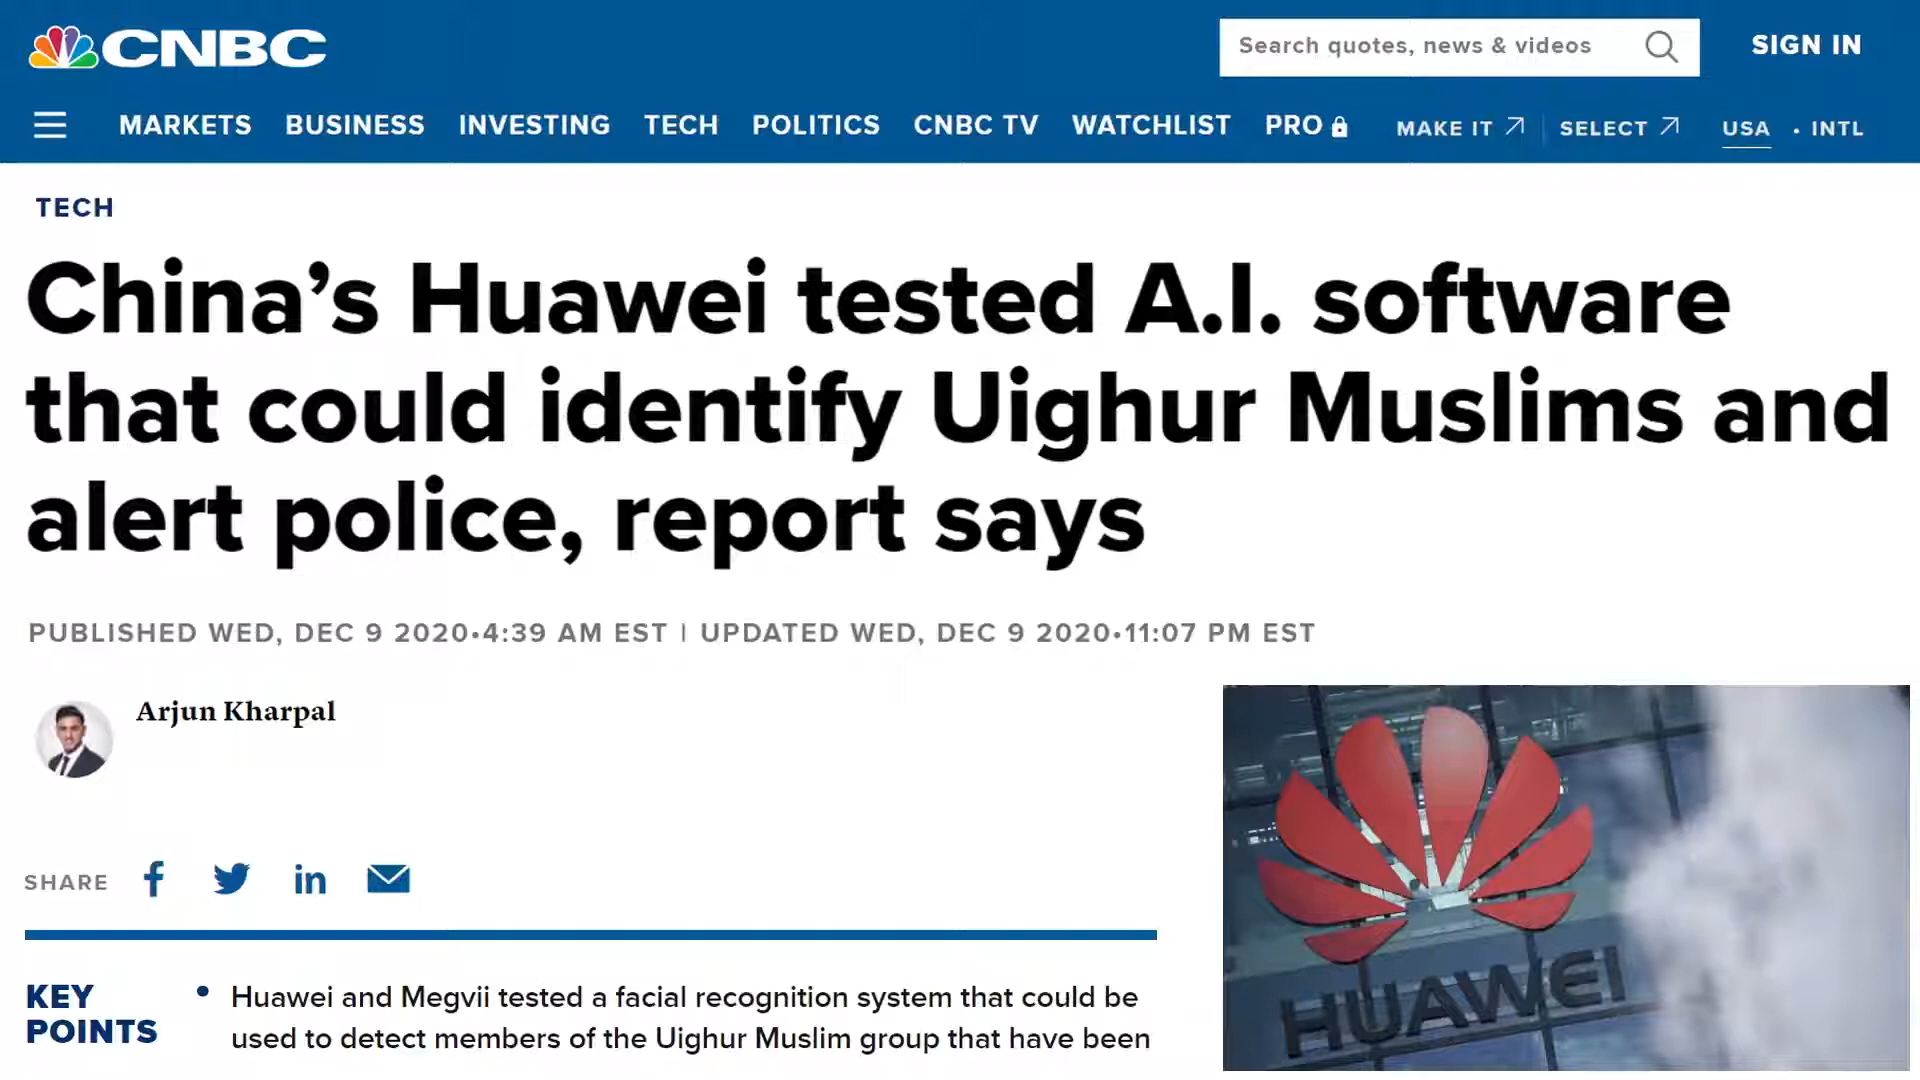 CNBC
Search quotes, news & videos
SIGN IN
MARKETS BUSINESS INVESTING TECH POLITICS CNBC TV WATCHLIST PRO MAKE IT SELECT USA • INTL
TECH
China’s Huawei tested A.I. software
that could identify Uighur Muslims and
alert police, report says
PUBLISHED WED, DEC 9 2020•4:39 AM EST | UPDATED WED, DEC 9 2020•11:07 PM EST
Arjun Kharpal
HUAWEI
SHARE
KEY POINTS
• Huawei and Megvii tested a facial recognition system that could be
used to detect members of the Uighur Muslim group that have been